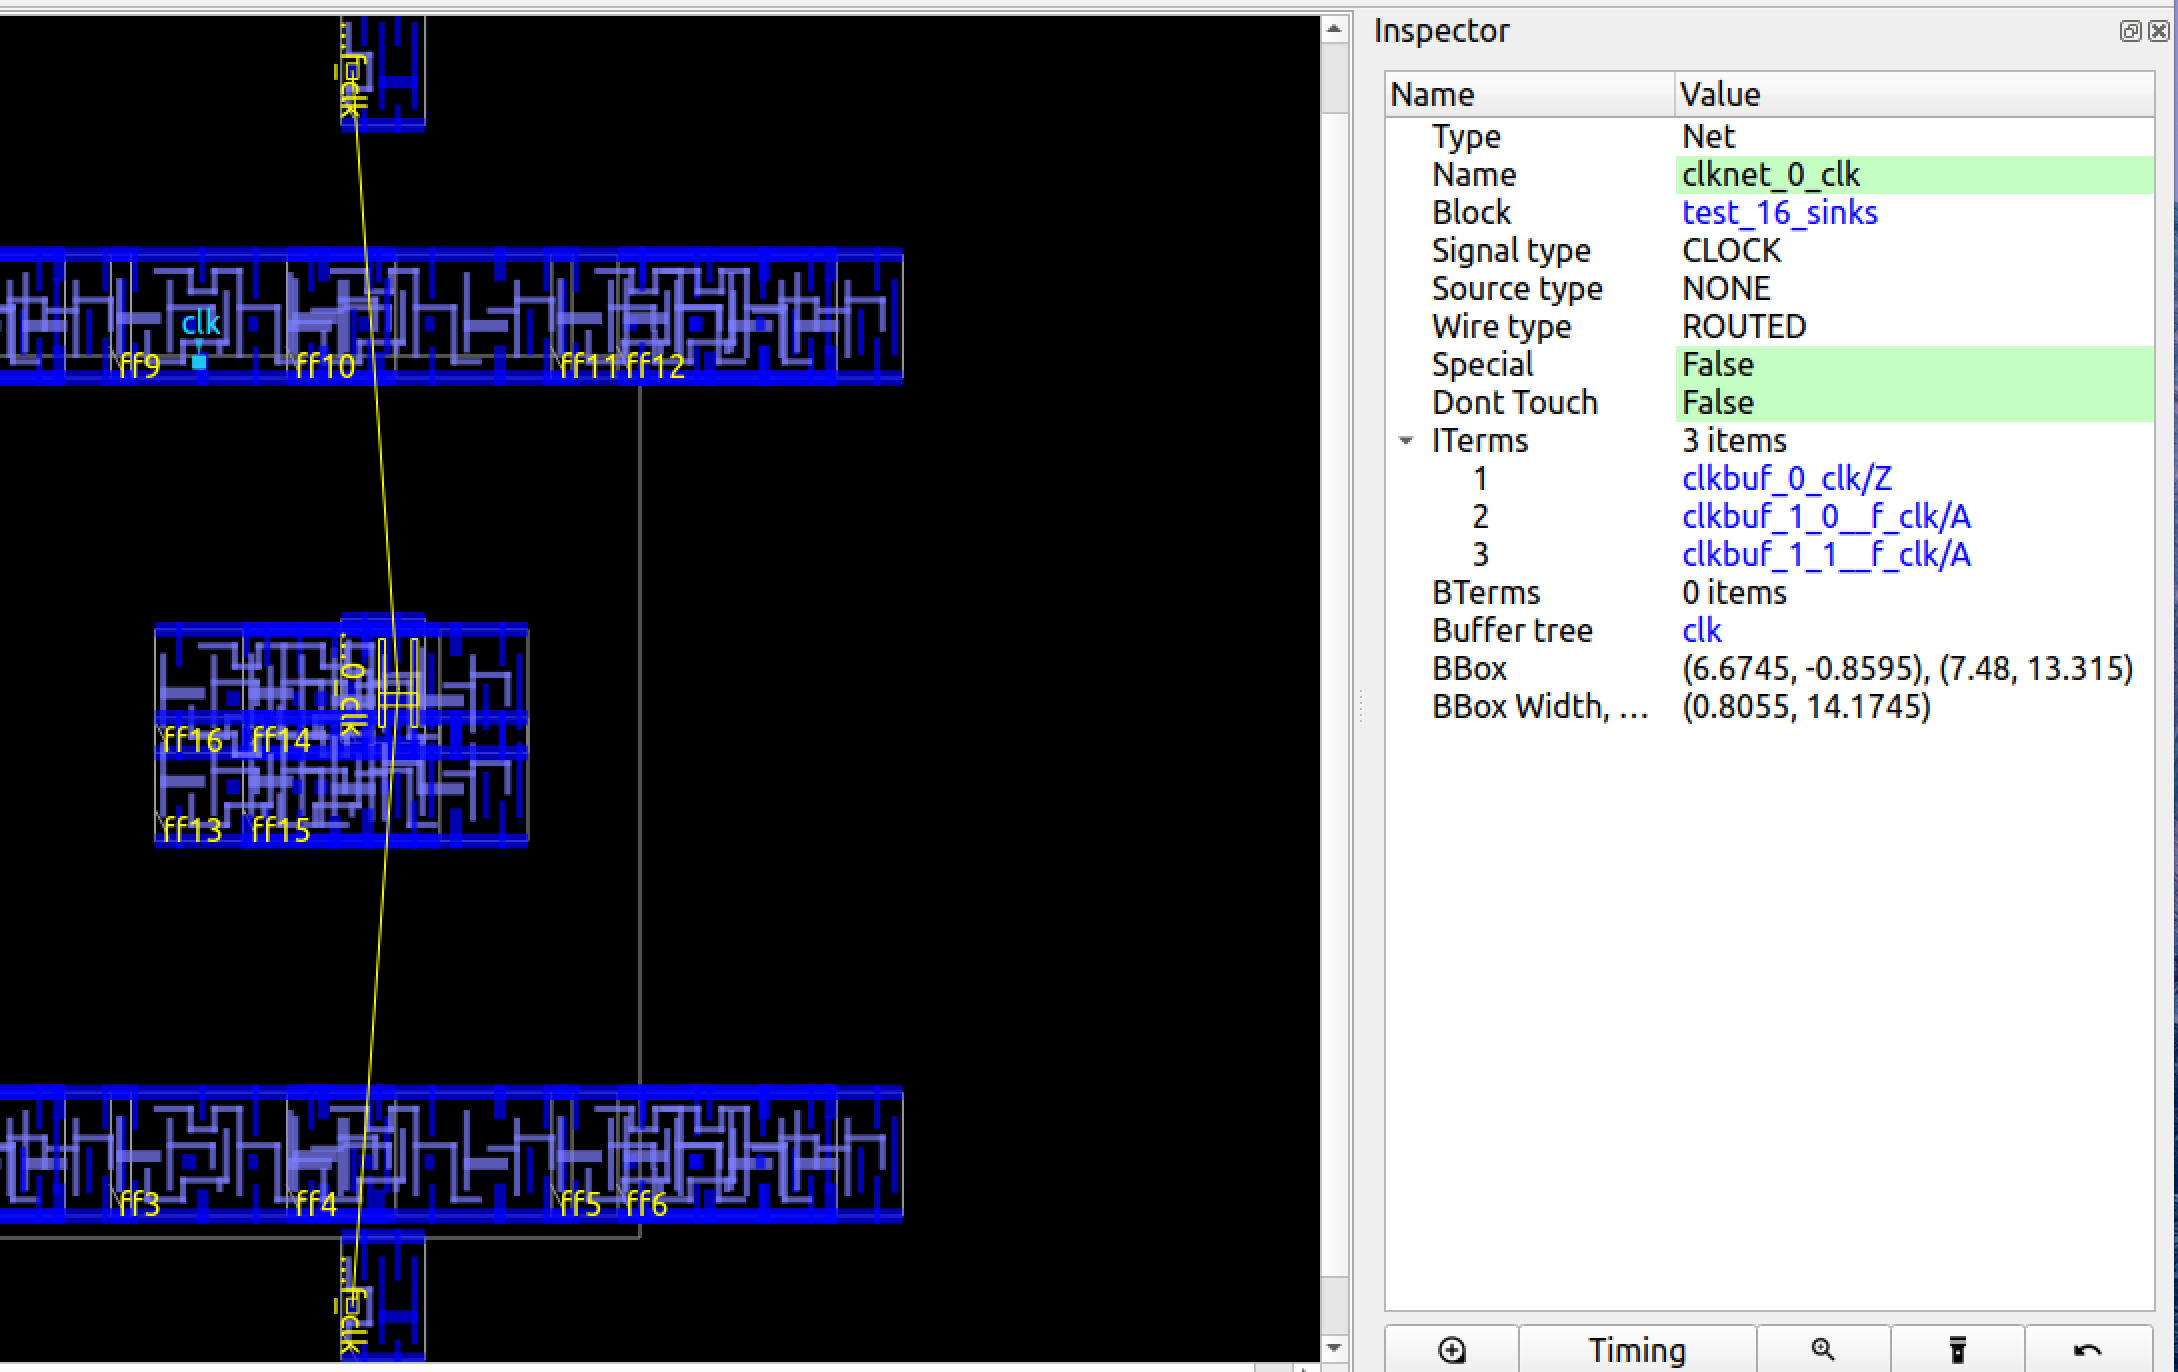 Inspector
Name Value
Type Net
Name clknet_0_clk
Block test_16_sinks
Signal type CLOCK
Source type NONE
Wire type ROUTED
Special False
Dont Touch False
ITerms 3 items
1 clkbuf_0_clk/Z
2 clkbuf_1_0__f_clk/A
3 clkbuf_1_1__f_clk/A
BTerms 0 items
Buffer tree clk
BBox (6.6745, -0.8595), (7.48, 13.315)
BBox Width, ... (0.8055, 14.1745)
Timing
...f_clk
clk
ff9 ff10 ff11 ff12
..._0_clk
ff16 ff14
ff13 ff15
ff3 ff4 ff5 ff6
...f_clk